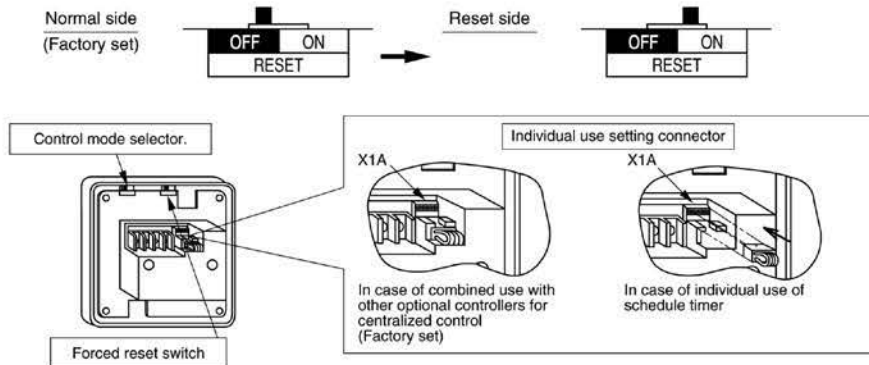 Normal side
(Factory set)
OFF ON
RESET
Reset side
OFF ON
RESET
Control mode selector.
Forced reset switch
Individual use setting connector
X1A
In case of combined use with
other optional controllers for
centralized control
(Factory set)
X1A
In case of individual use of
schedule timer